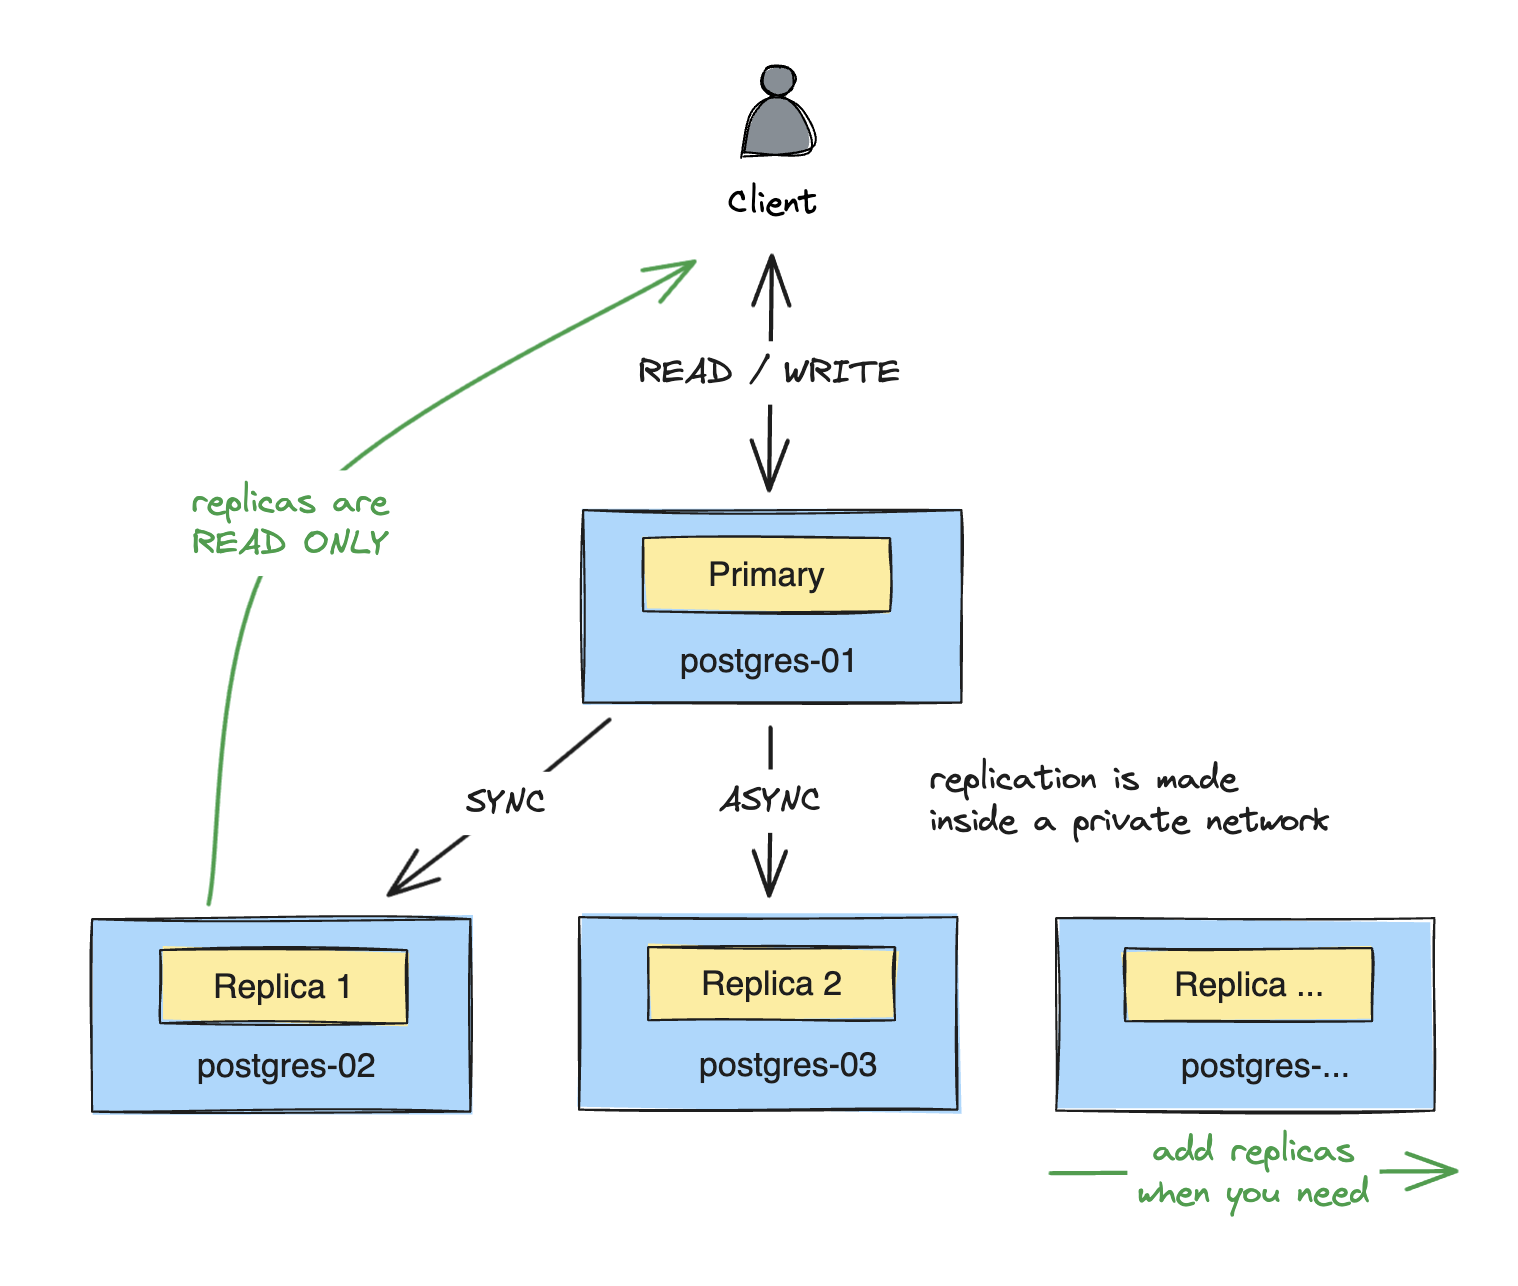 Client
READ / WRITE
replicas are
READ ONLY
Primary
postgres-01
SYNC
ASYNC
replication is made
inside a private network
Replica 1
postgres-02
Replica 2
postgres-03
Replica ...
postgres-...
add replicas
when you need